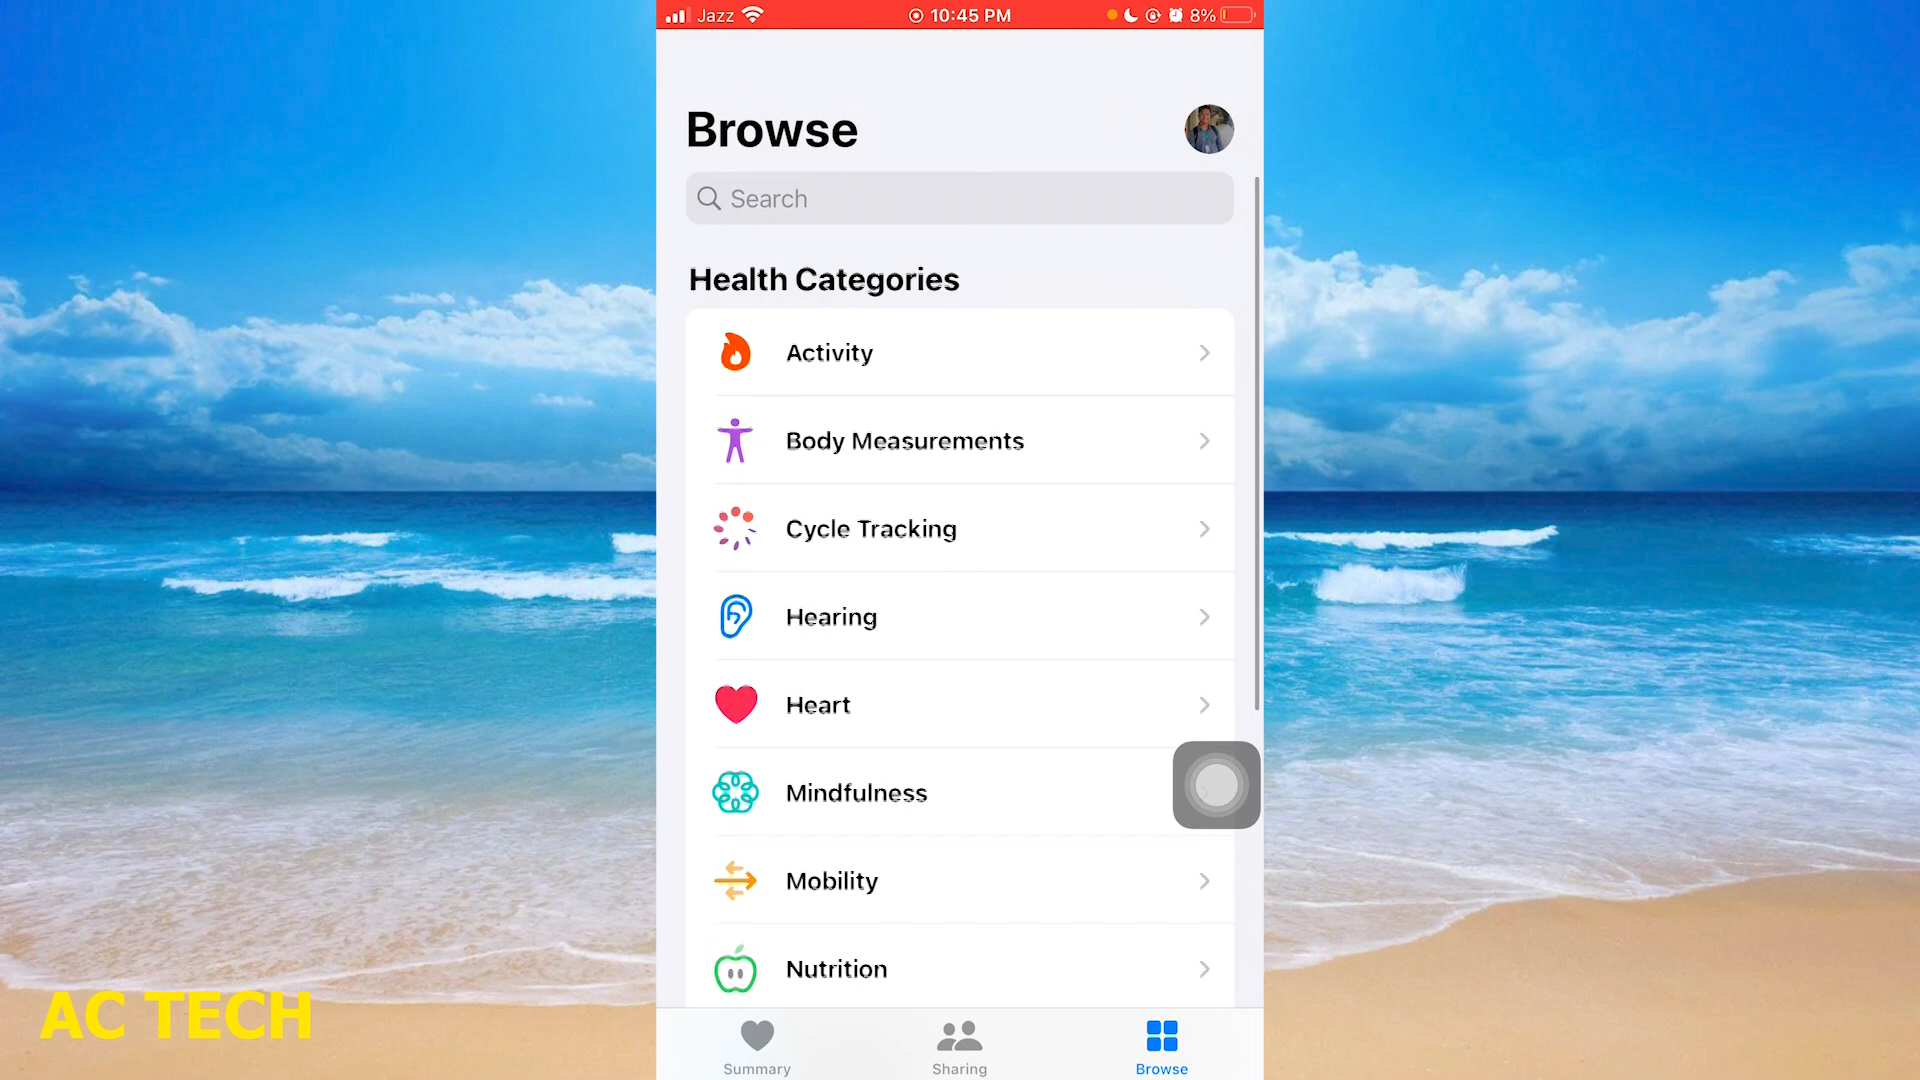 Jazz 10:45 PM 8%
Browse
Search
Health Categories
Activity
Body Measurements
Cycle Tracking
Hearing
Heart
Mindfulness
Mobility
Nutrition
AC TECH
Summary Sharing Browse